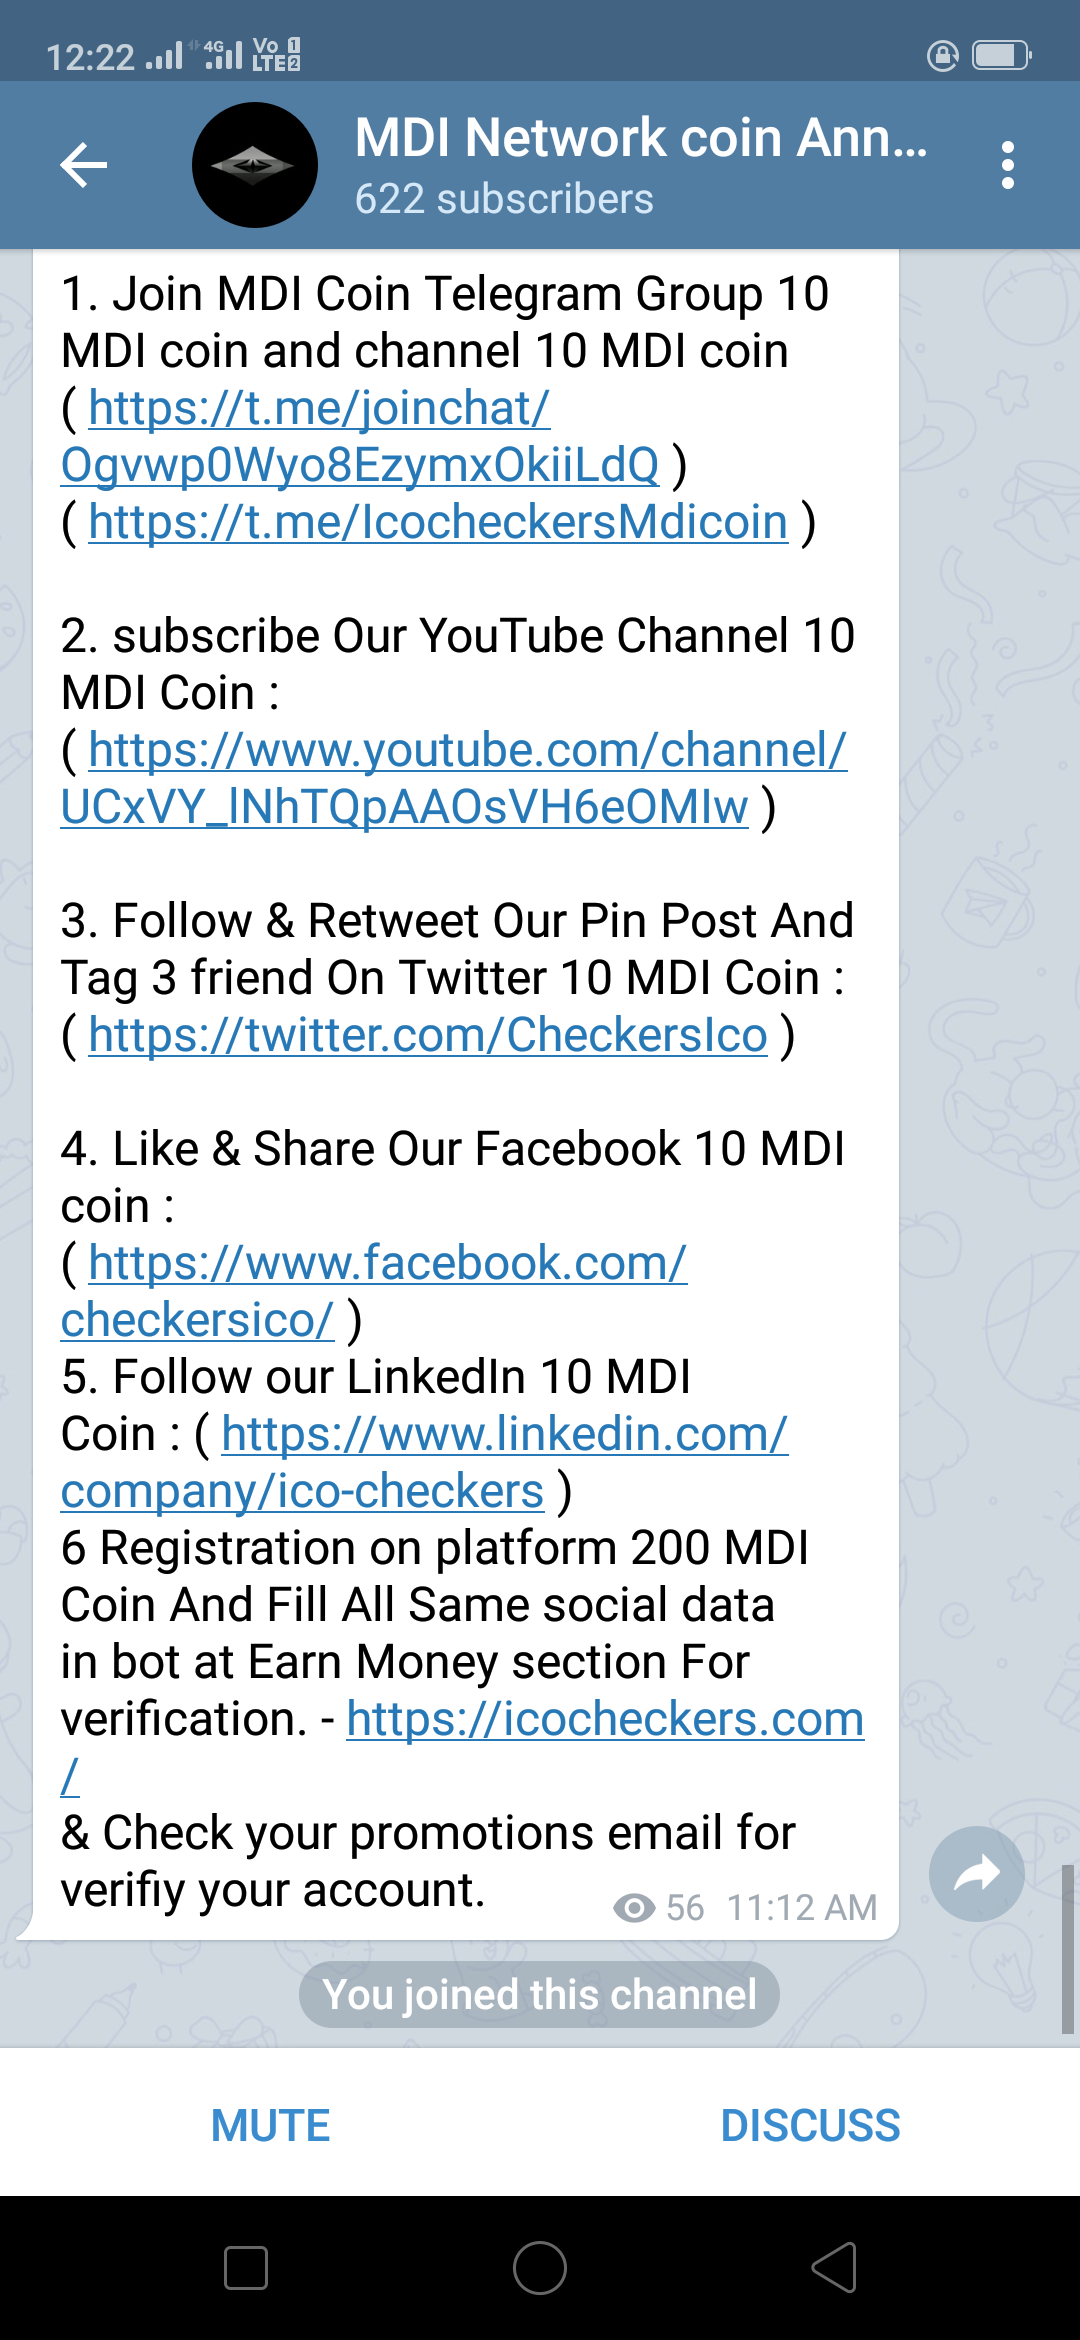 12:22 4G Vo 1
LTE 2
MDI Network coin Ann...
622 subscribers
1. Join MDI Coin Telegram Group 10
MDI coin and channel 10 MDI coin
( https://t.me/joinchat/
Ogvwp0Wyo8EzymxOkiiLdQ )
( https://t.me/IcocheckersMdicoin )
2. subscribe Our YouTube Channel 10
MDI Coin :
( https://www.youtube.com/channel/
UCxVY_lNhTQpAAOsVH6eOMIw )
3. Follow & Retweet Our Pin Post And
Tag 3 friend On Twitter 10 MDI Coin :
( https://twitter.com/CheckersIco )
4. Like & Share Our Facebook 10 MDI
coin :
( https://www.facebook.com/
checkersico/ )
5. Follow our LinkedIn 10 MDI
Coin : ( https://www.linkedin.com/
company/ico-checkers )
6 Registration on platform 200 MDI
Coin And Fill All Same social data
in bot at Earn Money section For
verification. - https://icocheckers.com
/
& Check your promotions email for
verifiy your account.
56 11:12 AM
You joined this channel
MUTE DISCUSS